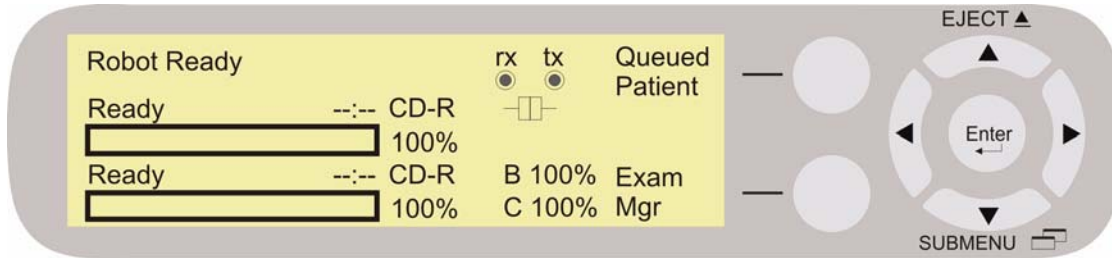 EJECT
Robot Ready
rx tx
Queued
Patient
Ready --:-- CD-R
100%
Ready --:-- CD-R
100%
B 100%
C 100%
Exam
Mgr
Enter
SUBMENU